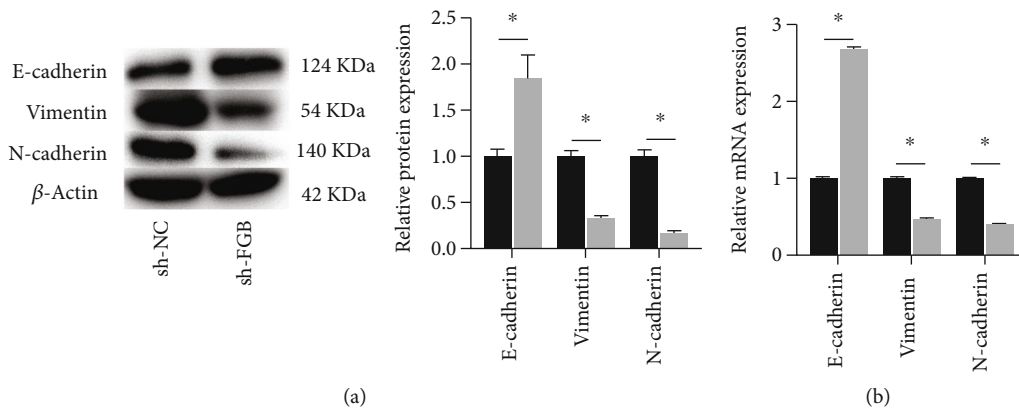 E-cadherin
124 KDa
Vimentin
54 KDa
N-cadherin
140 KDa
β-Actin
42 KDa
sh-NC
sh-FGB
Relative protein expression
2.5
2.0
1.5
1.0
0.5
0.0
*
*
*
E-cadherin
Vimentin
N-cadherin
(a)
Relative mRNA expression
3
2
1
0
*
*
*
E-cadherin
Vimentin
N-cadherin
(b)